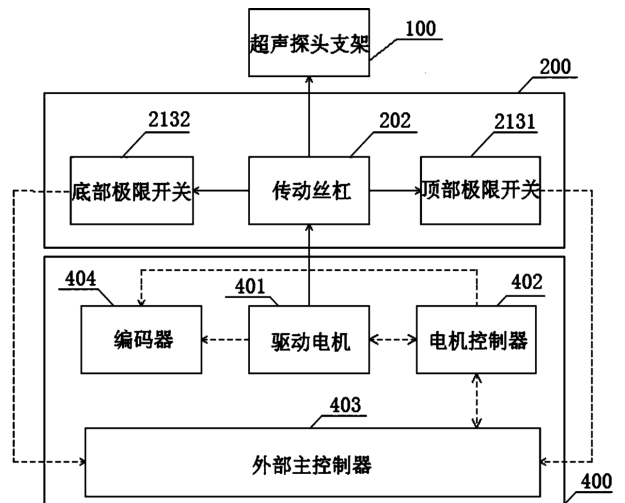 超声探头支架
100
200
2132
202
2131
底部极限开关
传动丝杠
顶部极限开关
404
401
402
编码器
驱动电机
电机控制器
403
外部主控制器
400